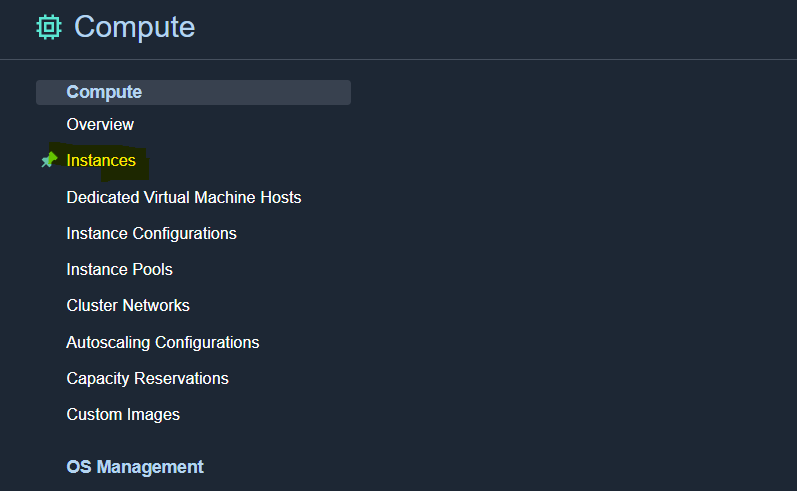 Compute
Compute
Overview
Instances
Dedicated Virtual Machine Hosts
Instance Configurations
Instance Pools
Cluster Networks
Autoscaling Configurations
Capacity Reservations
Custom Images
OS Management